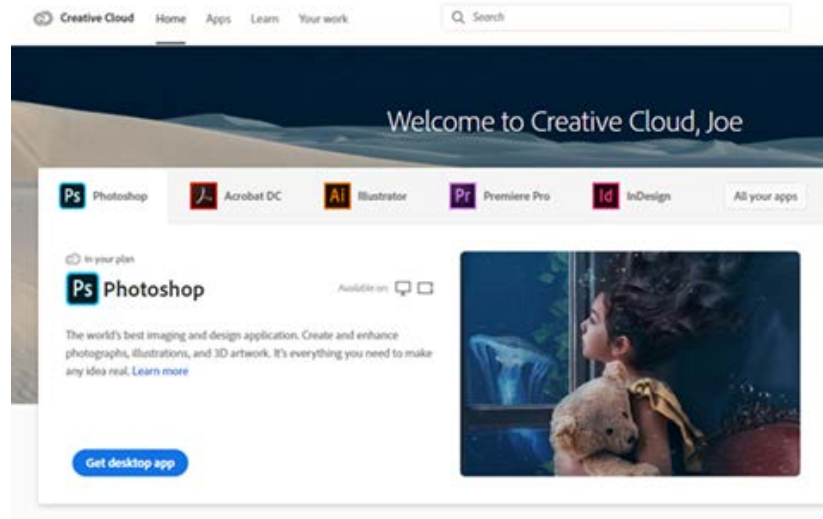 Creative Cloud Home Apps Learn Your work Search
Welcome to Creative Cloud, Joe
Ps Photoshop Acrobat DC Ai Illustrator Pr Premiere Pro Id InDesign All your apps
In your plan
Ps Photoshop Available on:
The world's best imaging and design application. Create and enhance
photographs, illustrations, and 3D artwork. It's everything you need to make
any idea real. Learn more
Get desktop app